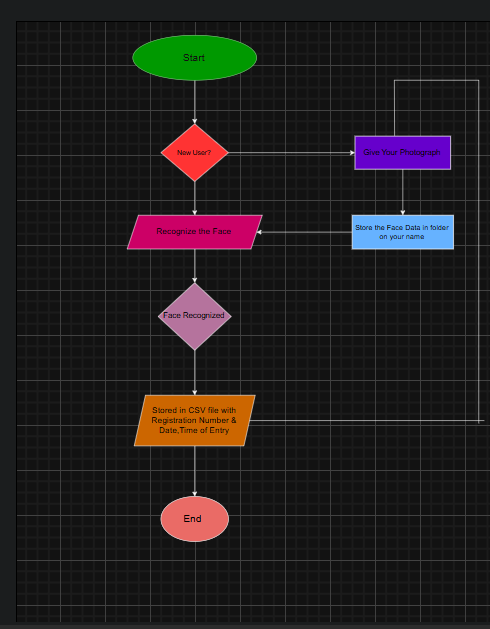 Start
New User?
Give Your Photograph
Recognize the Face
Store the Face Data in folder
on your name
Face Recognized
Stored in CSV file with
Registration Number &
Date,Time of Entry
End